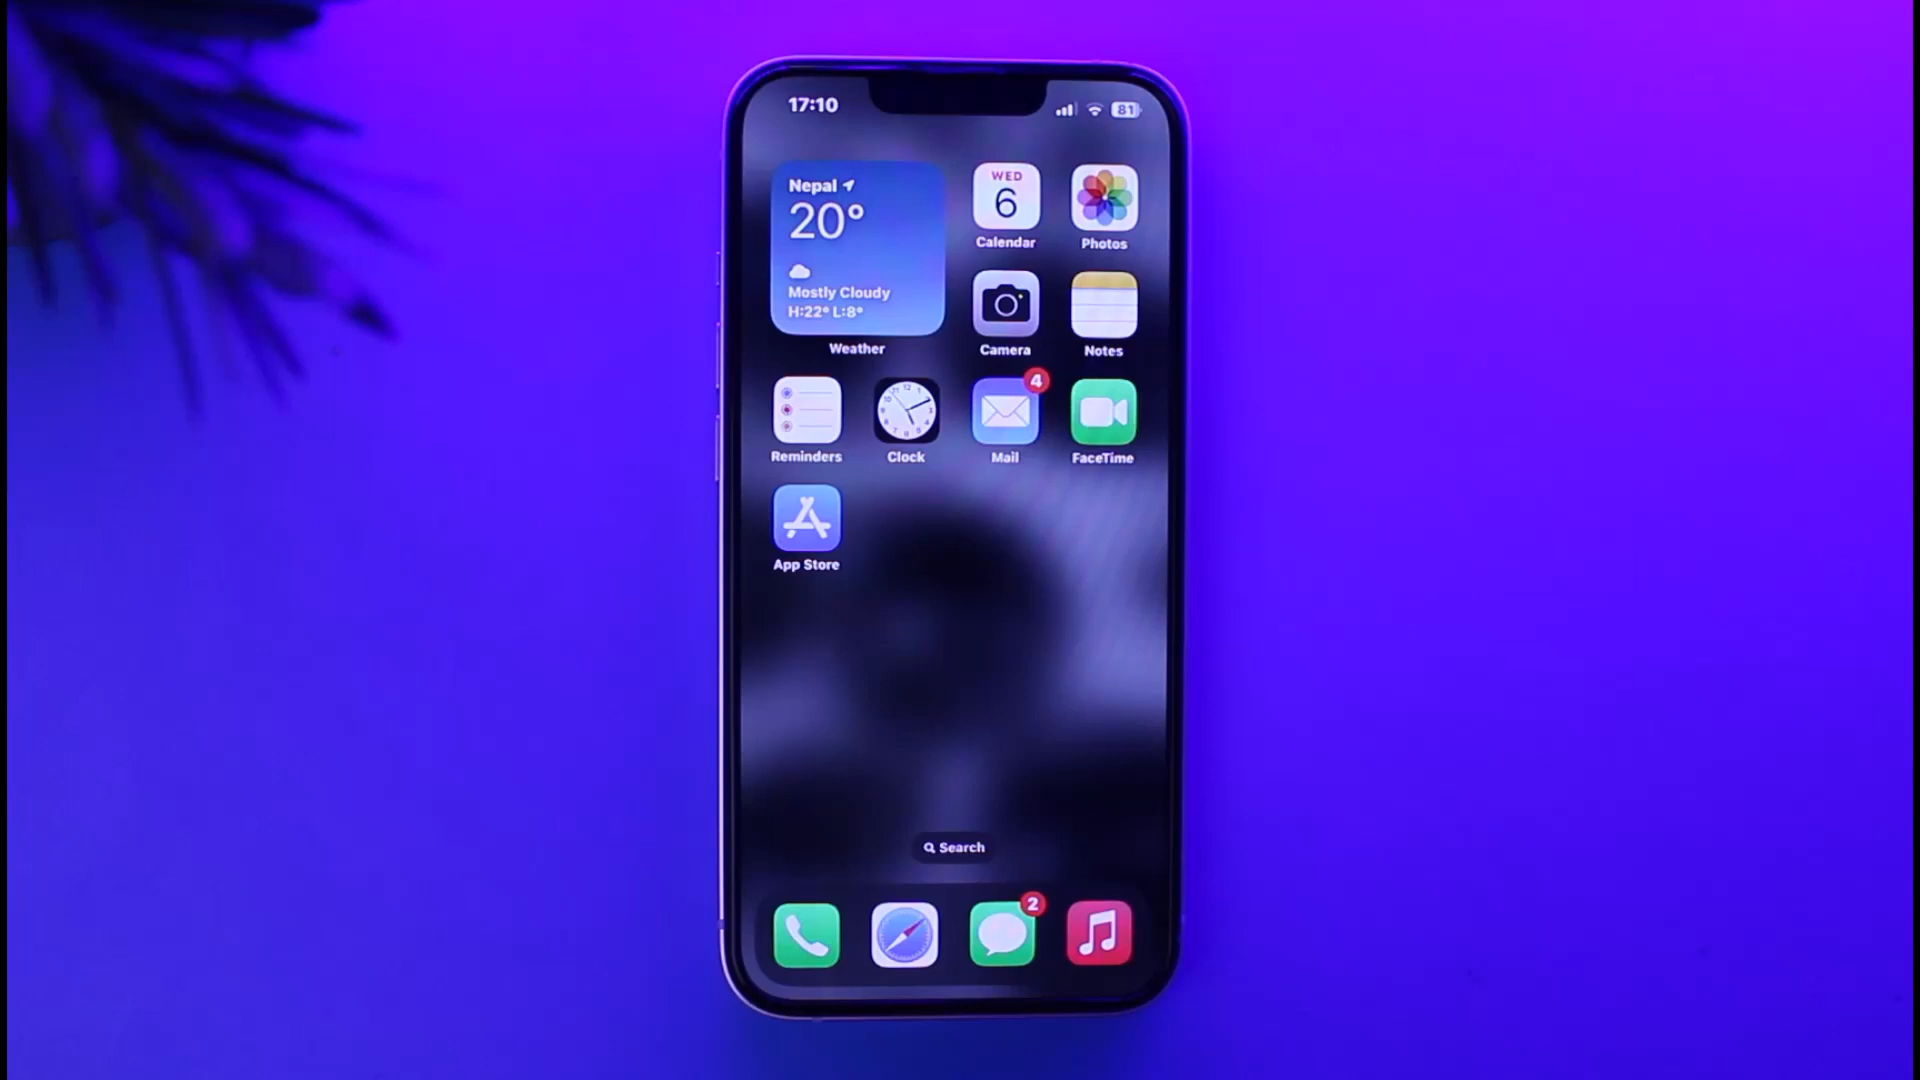 17:10
81
Nepal
20°
Mostly Cloudy
H:22° L:8°
Weather
WED
6
Calendar
Photos
Camera
Notes
Reminders
Clock
4
Mail
FaceTime
App Store
Search
2